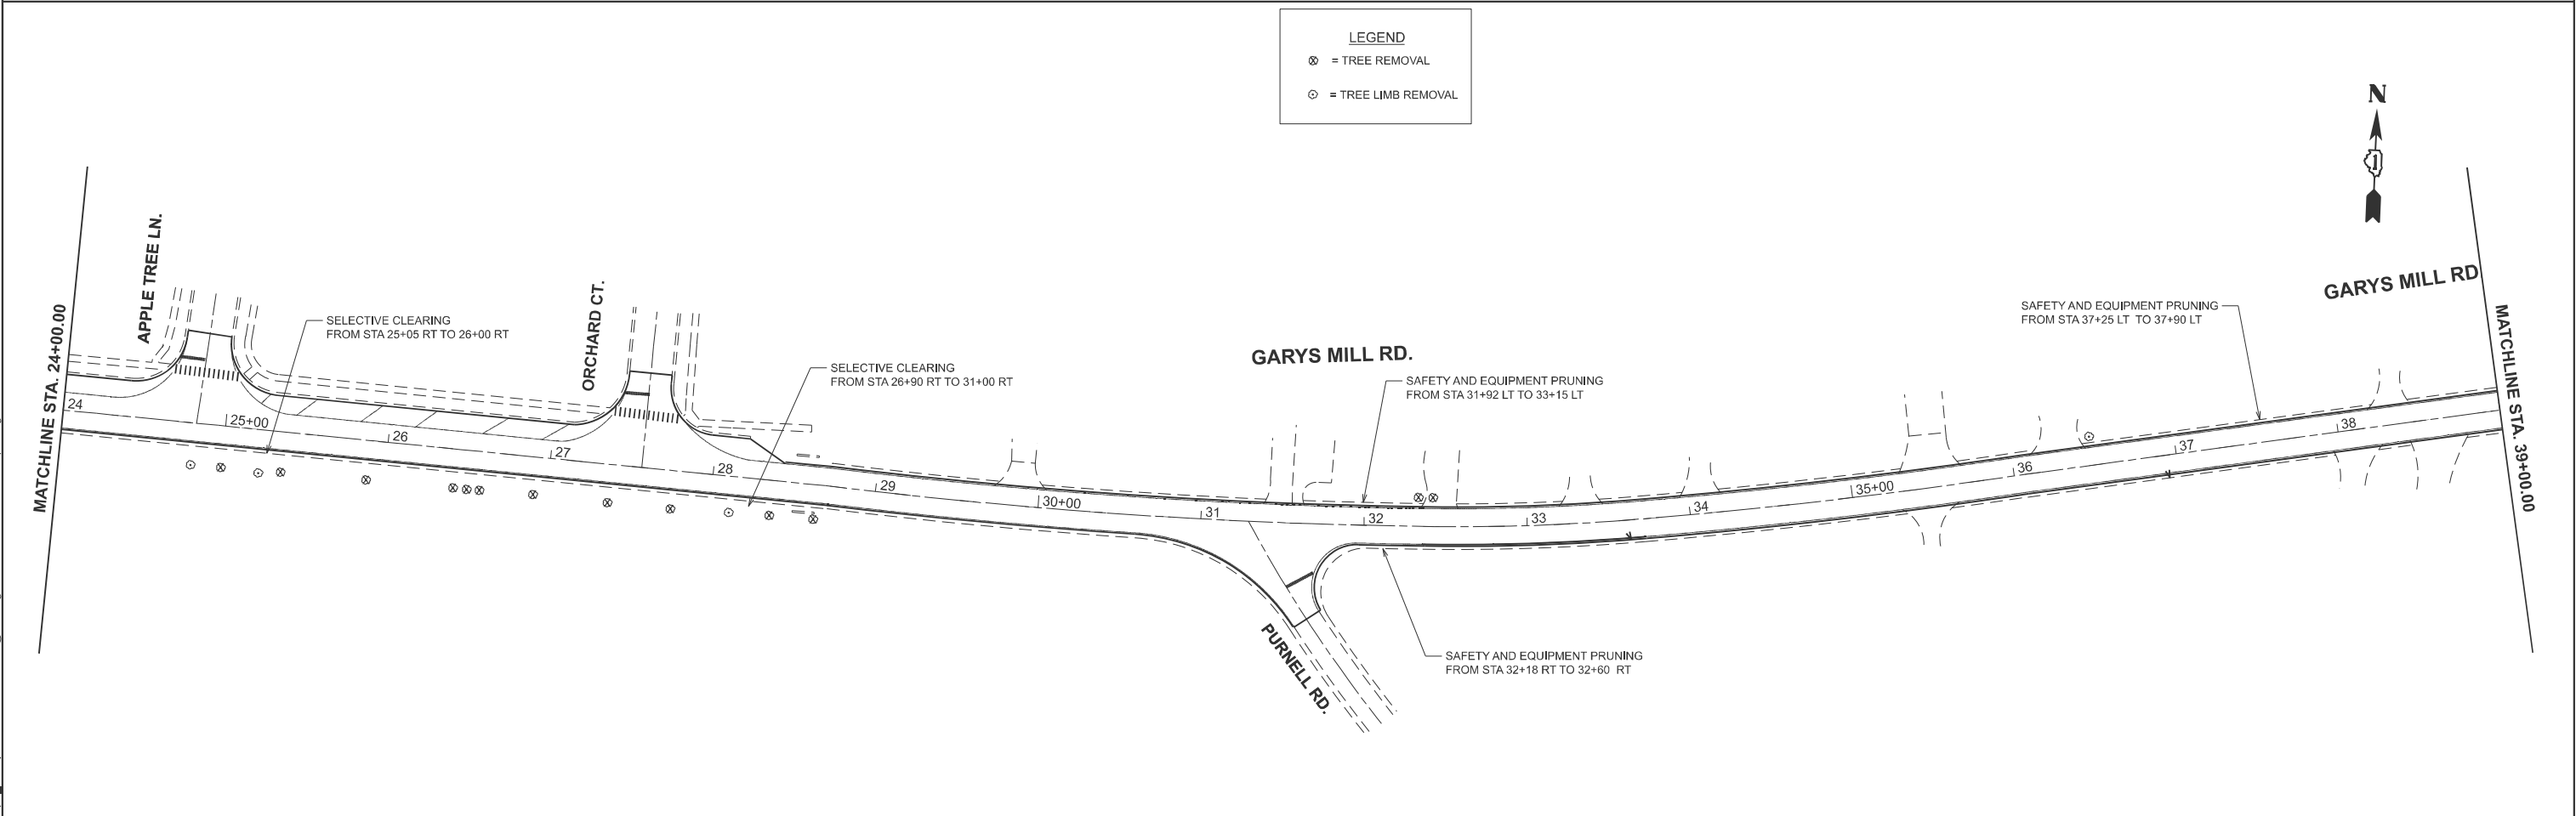 LEGEND
= TREE REMOVAL
= TREE LIMB REMOVAL
N
MATCHLINE STA. 24+00.00
APPLE TREE LN.
SELECTIVE CLEARING
FROM STA 25+05 RT TO 26+00 RT
ORCHARD CT.
SELECTIVE CLEARING
FROM STA 26+90 RT TO 31+00 RT
GARYS MILL RD.
SAFETY AND EQUIPMENT PRUNING
FROM STA 31+92 LT TO 33+15 LT
SAFETY AND EQUIPMENT PRUNING
FROM STA 37+25 LT TO 37+90 LT
GARYS MILL RD
MATCHLINE STA. 39+00.00
24
25+00
26
27
28
29
30+00
31
32
33
34
35+00
36
37
38
PURNELL RD.
SAFETY AND EQUIPMENT PRUNING
FROM STA 32+18 RT TO 32+60 RT